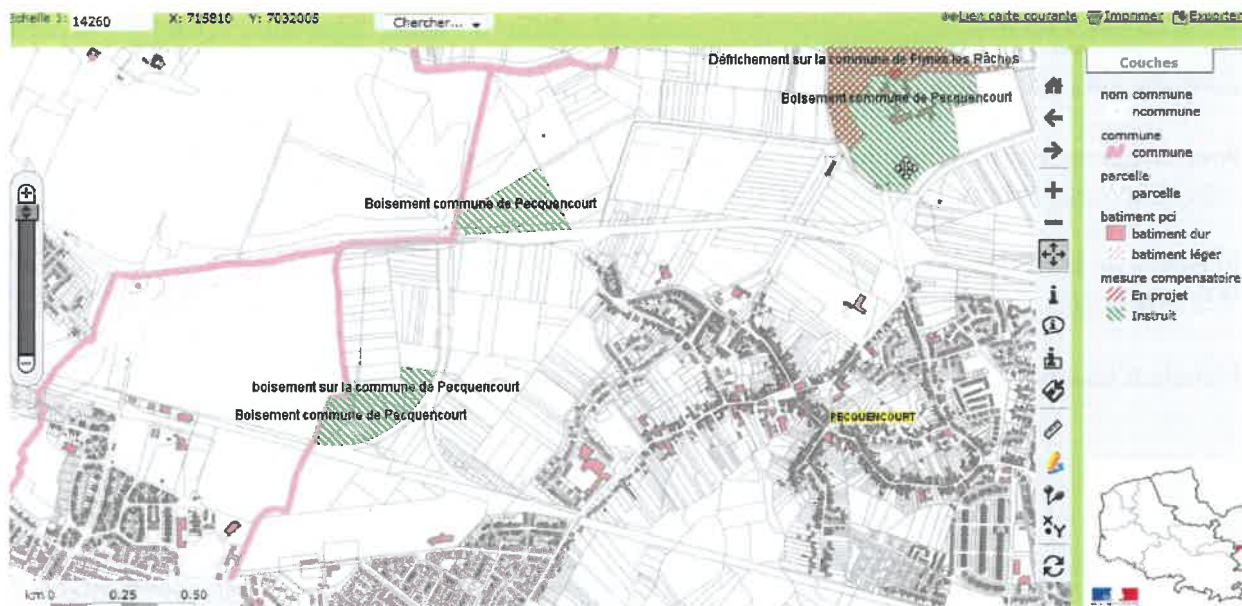 Echelle 1: 14260 X: 715810 Y: 7032005 Chercher... Lien carte courante Imprimer Exporter
Défrichement sur la commune de Flines les Râches
Boisement commune de Pecquencourt
Boisement commune de Pecquencourt
boisement sur la commune de Pecquencourt
Boisement commune de Pecquencourt
PECQUENCOURT
km 0 0.25 0.50
Couches
nom commune
ncommune
commune
commune
parcelle
parcelle
batiment pci
batiment dur
batiment léger
mesure compensatoire
En projet
Instruit